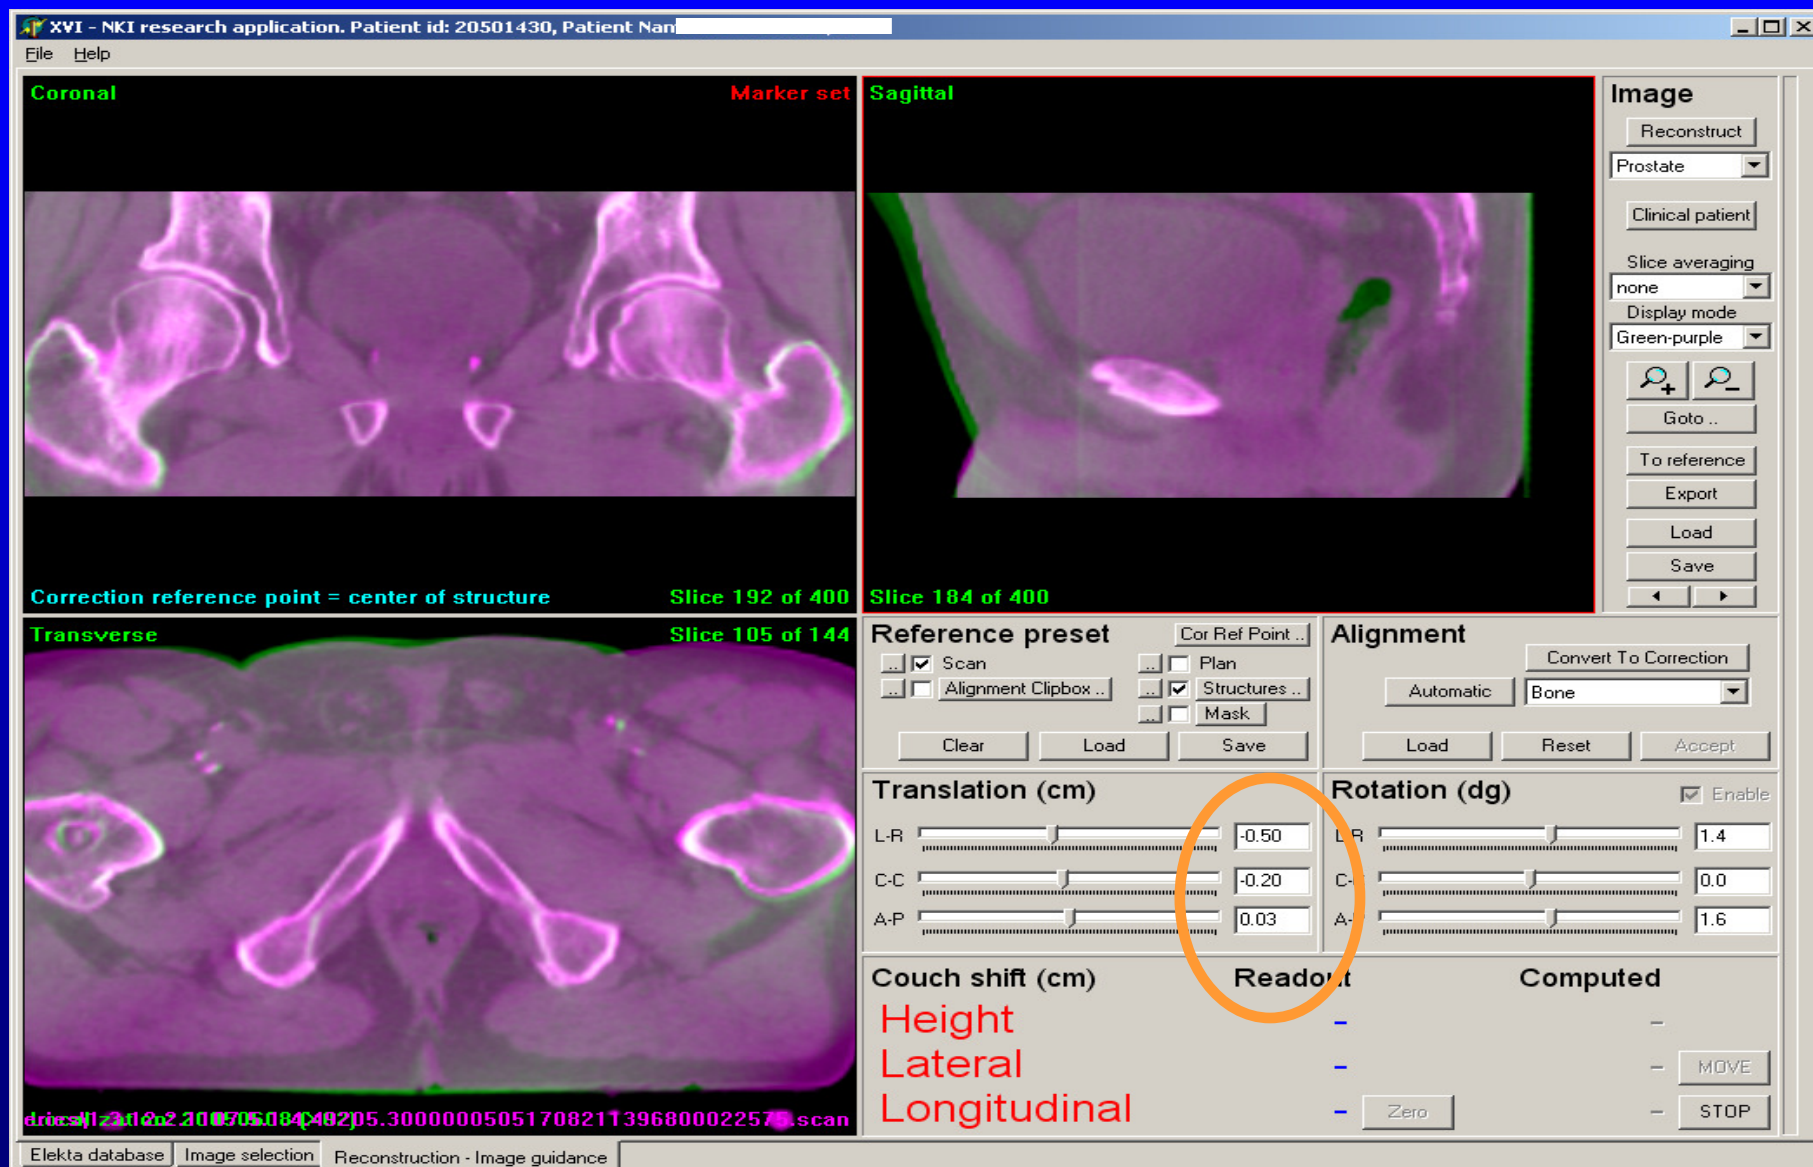 XVI - NKI research application. Patient id: 20501430, Patient Nam
File Help
Coronal Marker set
Correction reference point = center of structure Slice 192 of 400
Sagittal
Slice 184 of 400
Image
Reconstruct
Prostate
Clinical patient
Slice averaging
none
Display mode
Green-purple
Goto ..
To reference
Export
Load
Save
Transverse Slice 105 of 144
Reference preset Cor Ref Point ..
.. Scan .. Plan
.. Alignment Clipbox .. .. Structures ..
.. Mask
Clear Load Save
Alignment
Convert To Correction
Automatic Bone
Load Reset Accept
Translation (cm)
L-R -0.50
C-C -0.20
A-P 0.03
Rotation (dg) Enable
L-R 1.4
C-C 0.0
A-P 1.6
Couch shift (cm) Readout Computed
Height - -
Lateral - - MOVE
Longitudinal - Zero - STOP
Elekta database Image selection Reconstruction - Image guidance